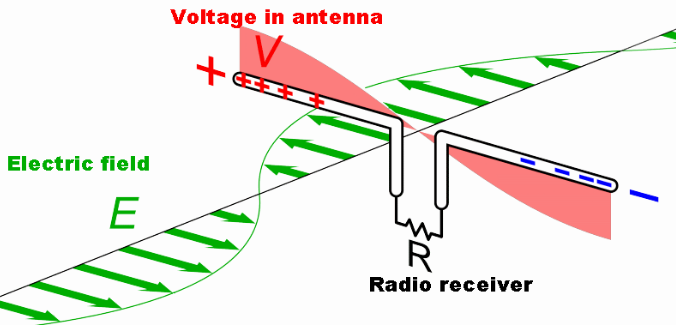 Voltage in antenna
V
+
+ + + +
Electric field
E
- - - -
-
R
Radio receiver